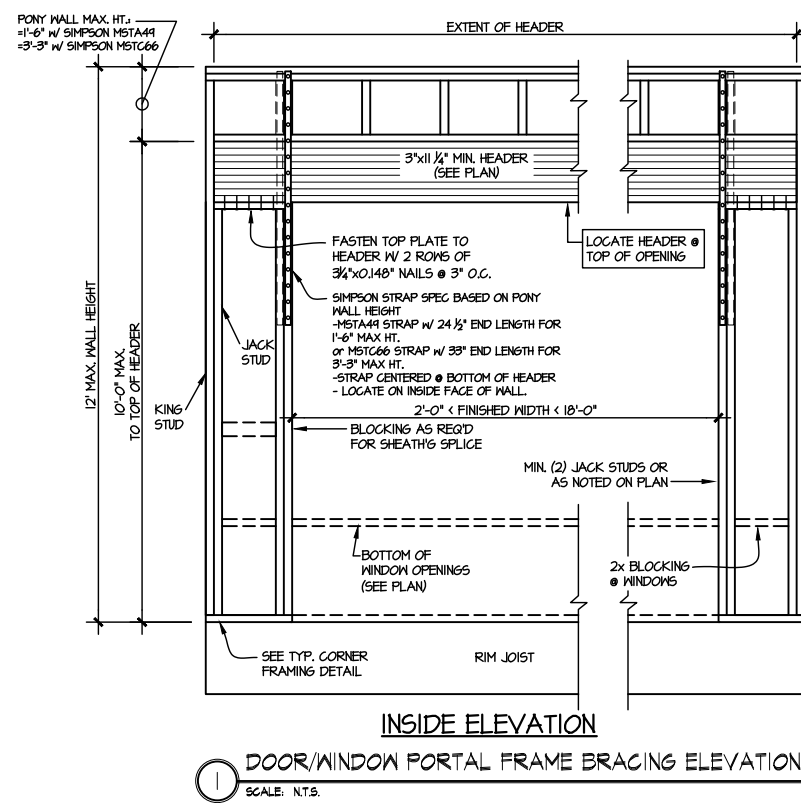 PONY WALL MAX. HT.:
=1'-6" W/ SIMPSON MSTA49
=3'-3" W/ SIMPSON MSTC66
EXTENT OF HEADER
3"x11 1/4" MIN. HEADER
(SEE PLAN)
FASTEN TOP PLATE TO
HEADER W/ 2 ROWS OF
3 1/4"x0.148" NAILS @ 3" O.C.
LOCATE HEADER @
TOP OF OPENING
SIMPSON STRAP SPEC BASED ON PONY
WALL HEIGHT
-MSTA49 STRAP w/ 24 1/2" END LENGTH FOR
1'-6" MAX HT.
or MSTC66 STRAP w/ 33" END LENGTH FOR
3'-3" MAX HT.
-STRAP CENTERED @ BOTTOM OF HEADER
- LOCATE ON INSIDE FACE OF WALL.
12' MAX. WALL HEIGHT
10'-0" MAX.
TO TOP OF HEADER
JACK
STUD
KING
STUD
2'-0" < FINISHED WIDTH < 18'-0"
BLOCKING AS REQ'D
FOR SHEATH'G SPLICE
MIN. (2) JACK STUDS OR
AS NOTED ON PLAN
BOTTOM OF
WINDOW OPENINGS
(SEE PLAN)
2x BLOCKING
@ WINDOWS
SEE TYP. CORNER
FRAMING DETAIL
RIM JOIST
INSIDE ELEVATION
1
DOOR/WINDOW PORTAL FRAME BRACING ELEVATION
SCALE: N.T.S.